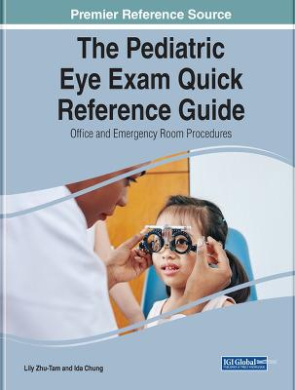 Premier Reference Source
The Pediatric
Eye Exam Quick
Reference Guide
Office and Emergency Room Procedures
Lily Zhu-Tam and Ida Chung
IGI Global